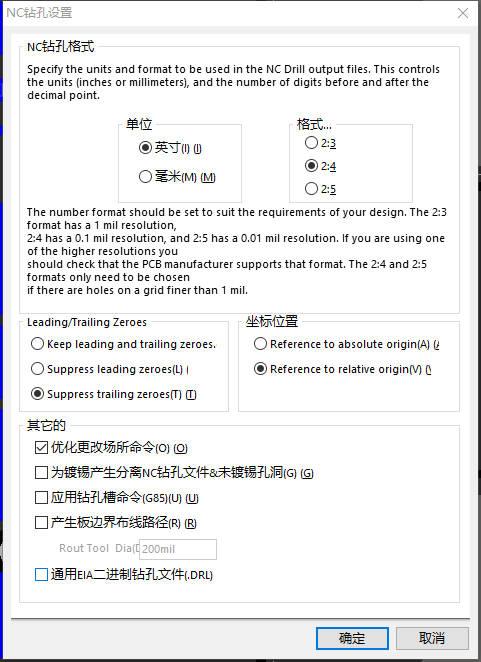 NC钻孔设置
NC钻孔格式
Specify the units and format to be used in the NC Drill output files. This controls
the units (inches or millimeters), and the number of digits before and after the
decimal point.
单位
英寸(I) (I)
毫米(M) (M)
格式...
2:3
2:4
2:5
The number format should be set to suit the requirements of your design. The 2:3
format has a 1 mil resolution,
2:4 has a 0.1 mil resolution, and 2:5 has a 0.01 mil resolution. If you are using one
of the higher resolutions you
should check that the PCB manufacturer supports that format. The 2:4 and 2:5
formats only need to be chosen
if there are holes on a grid finer than 1 mil.
Leading/Trailing Zeroes
Keep leading and trailing zeroes.
Suppress leading zeroes(L) (
Suppress trailing zeroes(T) (T)
坐标位置
Reference to absolute origin(A) (
Reference to relative origin(V) (
其它的
优化更改场所命令(O) (O)
为镀锡产生分离NC钻孔文件&未镀锡孔洞(G) (G)
应用钻孔槽命令(G85)(U) (U)
产生板边界布线路径(R) (R)
Rout Tool Dia(
200mil
通用EIA二进制钻孔文件(.DRL)
确定
取消